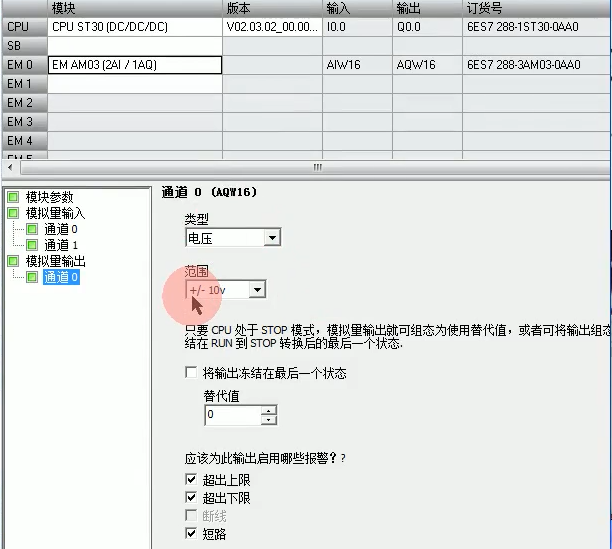 模块 版本 输入 输出 订货号
CPU CPU ST30 (DC/DC/DC) V02.03.02_00.00... I0.0 Q0.0 6ES7 288-1ST30-0AA0
SB
EM 0 EM AM03 (2AI / 1AQ) AIW16 AQW16 6ES7 288-3AM03-0AA0
EM 1
EM 2
EM 3
EM 4
EM 5
模块参数
模拟量输入
通道 0
通道 1
模拟量输出
通道 0
通道 0 (AQW16)
类型
电压
范围
+/- 10v
只要 CPU 处于 STOP 模式，模拟量输出就可组态为使用替代值，或者可将输出组态
结在 RUN 到 STOP 转换后的最后一个状态.
将输出冻结在最后一个状态
替代值
0
应该为此输出启用哪些报警？?
超出上限
超出下限
断线
短路